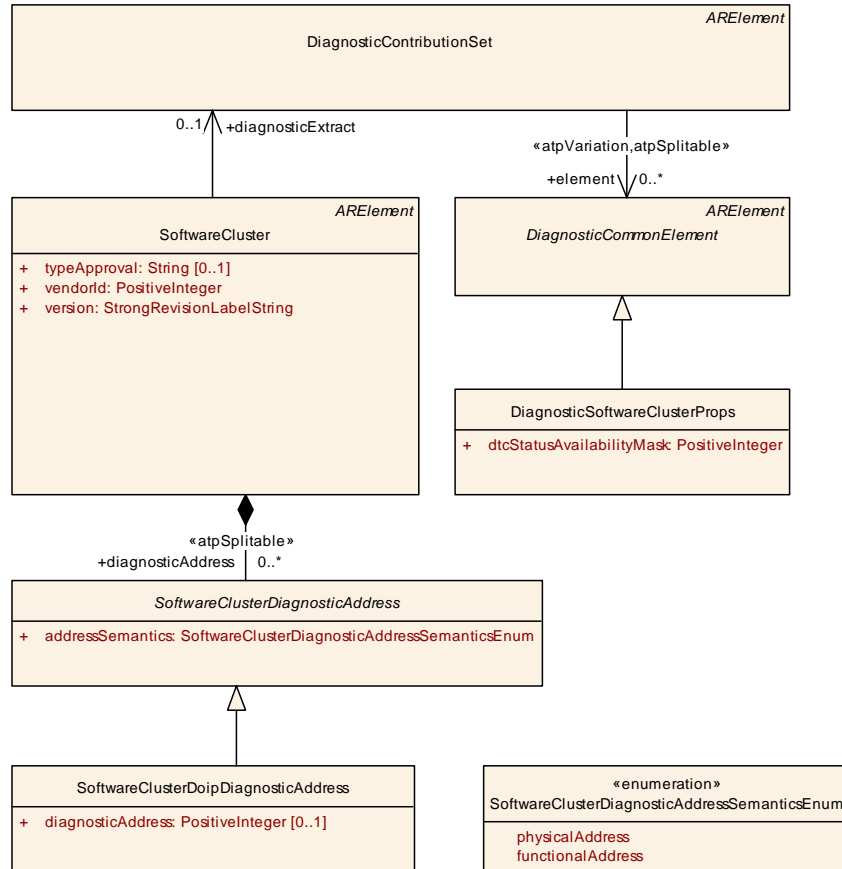 ARElement
DiagnosticContributionSet
0..1
+diagnosticExtract
«atpVariation,atpSplitable»
+element
0..*
ARElement
SoftwareCluster
+ typeApproval: String [0..1]
+ vendorId: PositiveInteger
+ version: StrongRevisionLabelString
ARElement
DiagnosticCommonElement
DiagnosticSoftwareClusterProps
+ dtcStatusAvailabilityMask: PositiveInteger
«atpSplitable»
+diagnosticAddress
0..*
SoftwareClusterDiagnosticAddress
+ addressSemantics: SoftwareClusterDiagnosticAddressSemanticsEnum
SoftwareClusterDoipDiagnosticAddress
+ diagnosticAddress: PositiveInteger [0..1]
«enumeration»
SoftwareClusterDiagnosticAddressSemanticsEnum
physicalAddress
functionalAddress